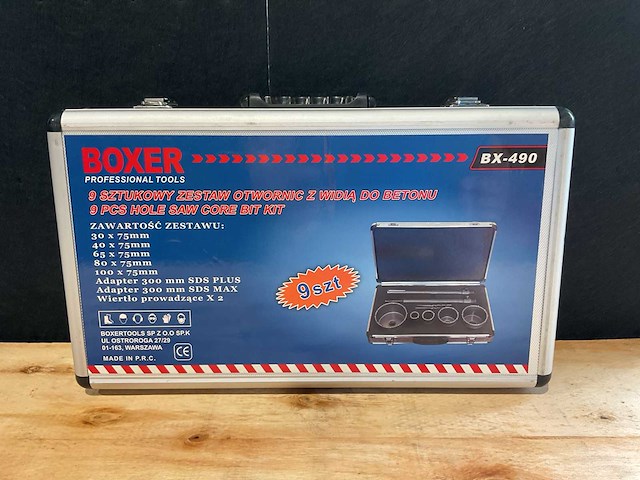 BOXER
PROFESSIONAL TOOLS
BX-490
9 SZTUKOWY ZESTAW OTWORNIC Z WIDIĄ DO BETONU
9 PCS HOLE SAW CORE BIT KIT
ZAWARTOŚĆ ZESTAWU:
30 x 75mm
40 x 75mm
65 x 75mm
80 x 75mm
100 x 75mm
Adapter 300 mm SDS PLUS
Adapter 300 mm SDS MAX
Wiertło prowadzące X 2
9szt
BOXERTOOLS SP Z.O.O SP.K
UL OSTROROGA 27/29
01-163, WARSZAWA
MADE IN P.R.C.
CE